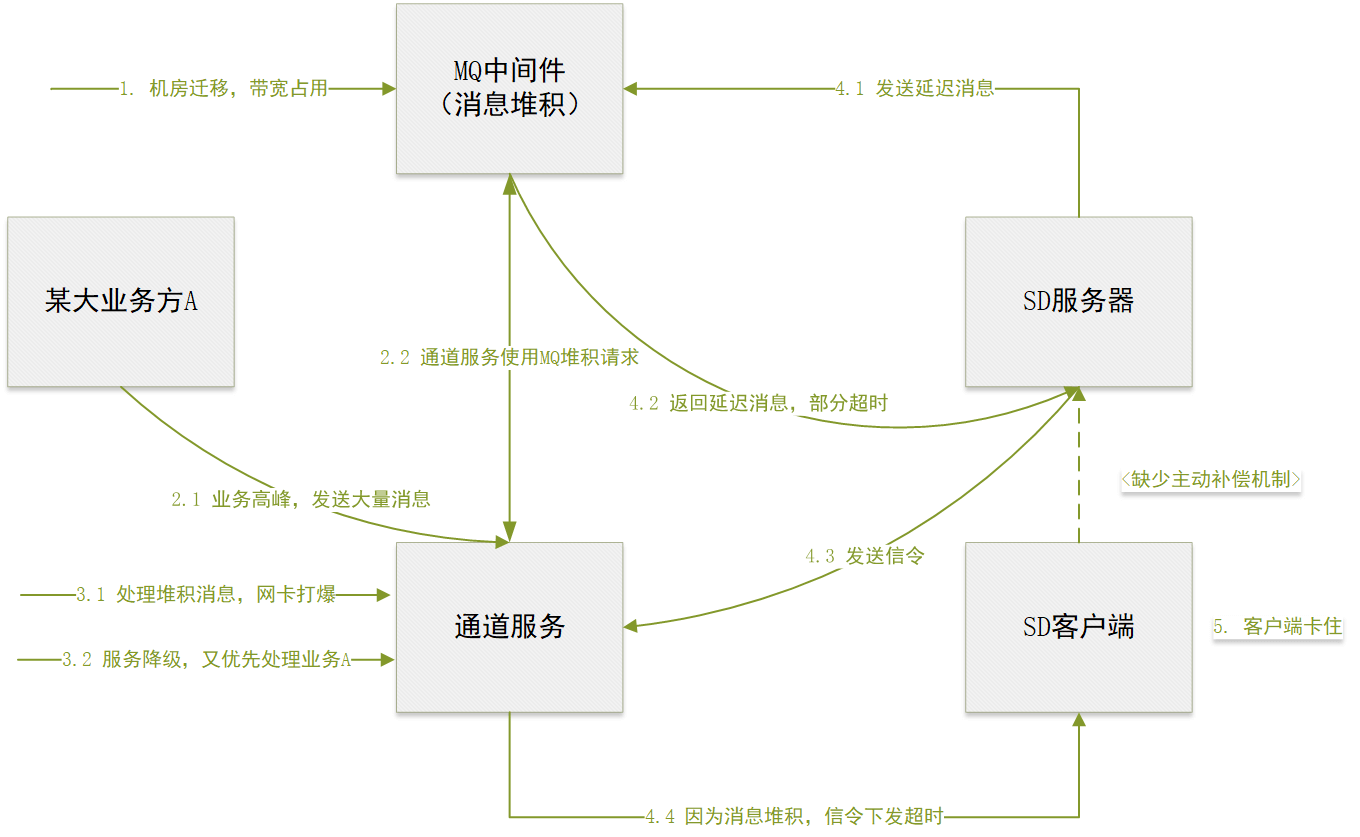 MQ中间件
（消息堆积）
1. 机房迁移，带宽占用
4.1 发送延迟消息
某大业务方A
SD服务器
2.2 通道服务使用MQ堆积请求
4.2 返回延迟消息，部分超时
<缺少主动补偿机制>
2.1 业务高峰，发送大量消息
4.3 发送信令
3.1 处理堆积消息，网卡打爆
通道服务
SD客户端
5. 客户端卡住
3.2 服务降级，又优先处理业务A
4.4 因为消息堆积，信令下发超时